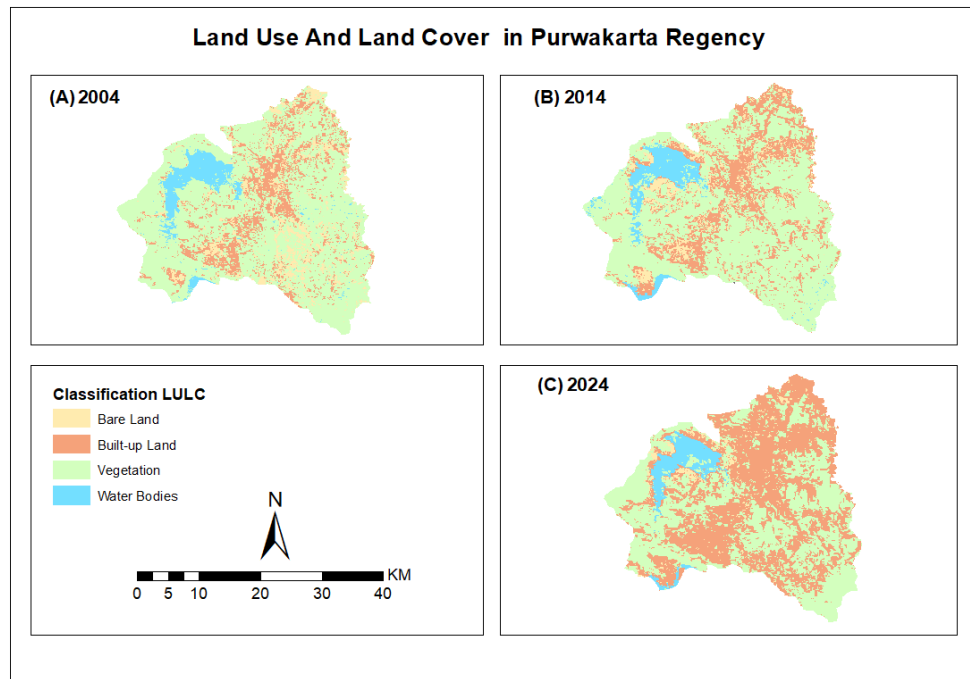 Land Use And Land Cover in Purwakarta Regency
(A) 2004
(B) 2014
Classification LULC
Bare Land
Built-up Land
Vegetation
Water Bodies
N
KM
0 5 10 20 30 40
(C) 2024